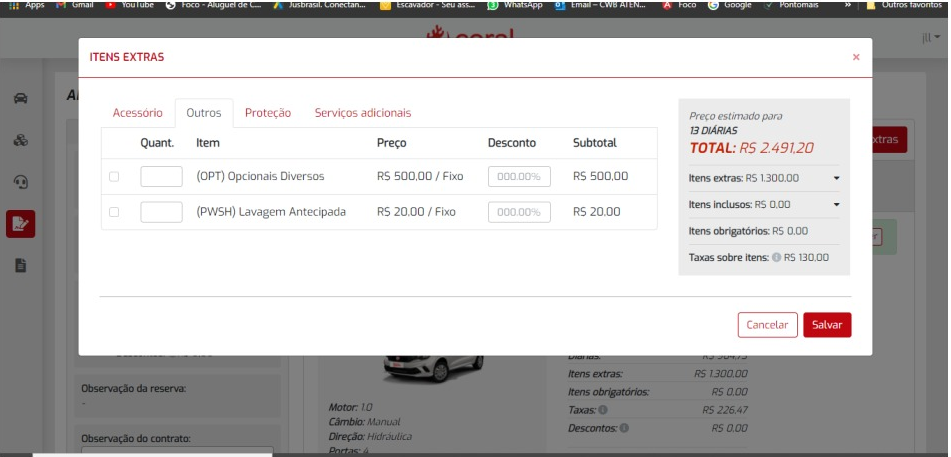 Apps Gmail YouTube Foco - Aluguel de C... Jusbrasil. Conectan... Escavador - Seu ass... WhatsApp Email – CWB ATEN... Foco Google Pontomais » Outros favoritos
ITENS EXTRAS ×
Acessório Outros Proteção Serviços adicionais
Quant. Item Preço Desconto Subtotal
(OPT) Opcionais Diversos R$ 500,00 / Fixo 000.00% R$ 500,00
(PWSH) Lavagem Antecipada R$ 20,00 / Fixo 000.00% R$ 20,00
Preço estimado para
13 DIÁRIAS
TOTAL: R$ 2.491,20
Itens extras: R$ 1.300,00
Itens inclusos: R$ 0,00
Itens obrigatórios: R$ 0,00
Taxas sobre itens: R$ 130,00
Cancelar Salvar
xtras
Observação da reserva:
-
Observação do contrato:
Motor: 1.0
Câmbio: Manual
Direção: Hidráulica
Portas: 4
Itens extras: R$ 1.300,00
Itens obrigatórios: R$ 0,00
Taxas: R$ 226,47
Descontos: R$ 0,00